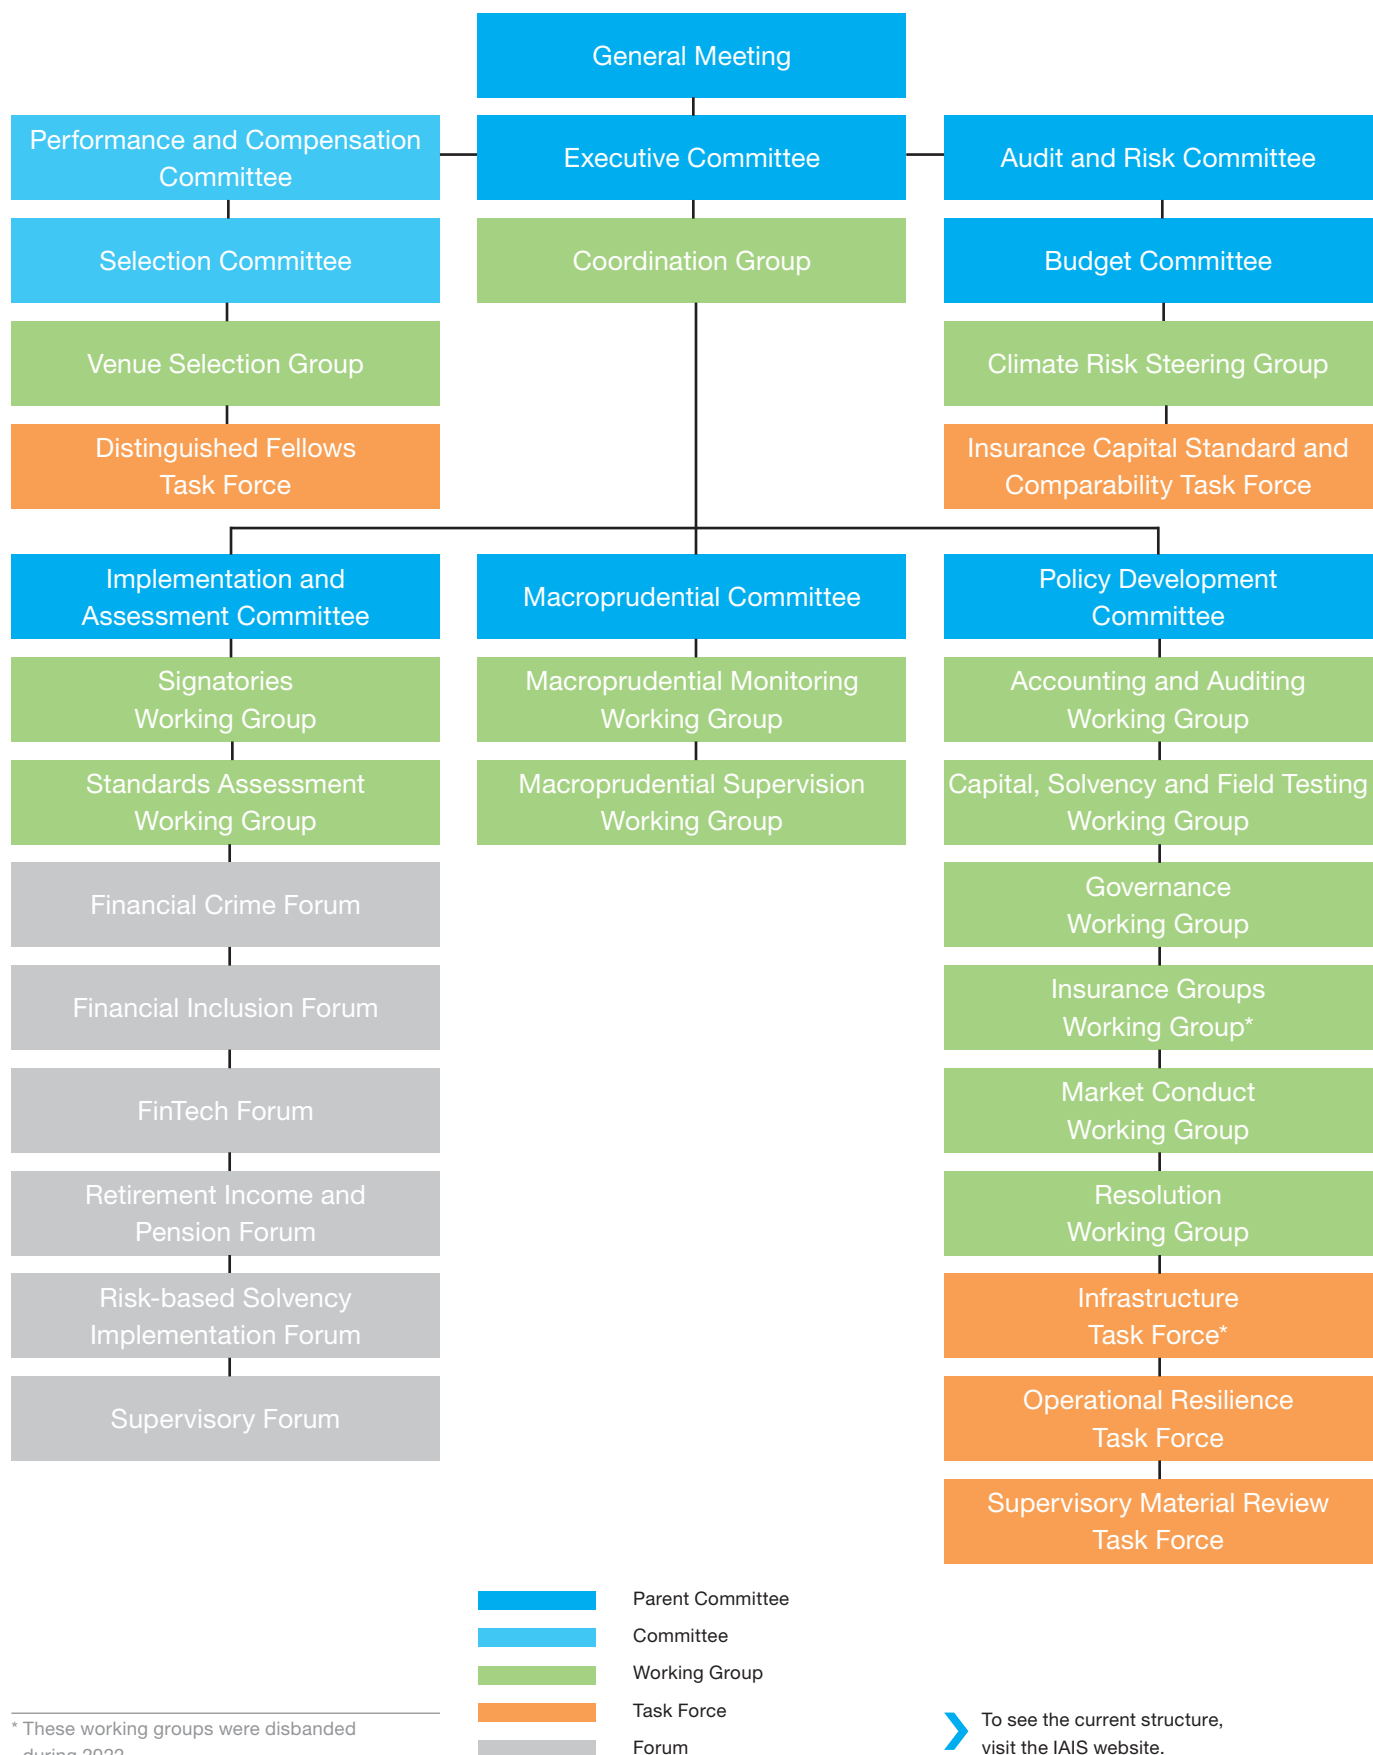 General Meeting
Performance and Compensation
Committee
Executive Committee
Audit and Risk Committee
Selection Committee
Coordination Group
Budget Committee
Venue Selection Group
Climate Risk Steering Group
Distinguished Fellows
Task Force
Insurance Capital Standard and
Comparability Task Force
Implementation and
Assessment Committee
Macroprudential Committee
Policy Development
Committee
Signatories
Working Group
Macroprudential Monitoring
Working Group
Accounting and Auditing
Working Group
Standards Assessment
Working Group
Macroprudential Supervision
Working Group
Capital, Solvency and Field Testing
Working Group
Financial Crime Forum
Governance
Working Group
Financial Inclusion Forum
Insurance Groups
Working Group*
FinTech Forum
Market Conduct
Working Group
Retirement Income and
Pension Forum
Resolution
Working Group
Risk-based Solvency
Implementation Forum
Infrastructure
Task Force*
Supervisory Forum
Operational Resilience
Task Force
Supervisory Material Review
Task Force
Parent Committee
Committee
Working Group
Task Force
Forum
* These working groups were disbanded
during 2022
To see the current structure,
visit the IAIS website.